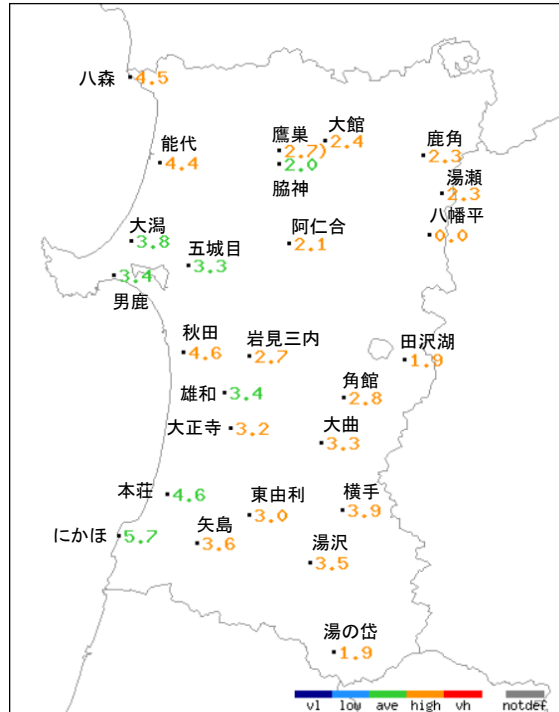 八森
4.5
能代
4.4
鷹巣
2.7)
大館
2.4
鹿角
2.3
2.0
脇神
湯瀬
2.3
大潟
3.8
阿仁合
2.1
八幡平
0.0
五城目
3.3
3.4
男鹿
秋田
4.6
岩見三内
2.7
田沢湖
1.9
雄和
3.4
角館
2.8
大正寺
3.2
大曲
3.3
本荘
4.6
東由利
3.0
横手
3.9
にかほ
5.7
矢島
3.6
湯沢
3.5
湯の岱
1.9
vl low ave high vh notdef